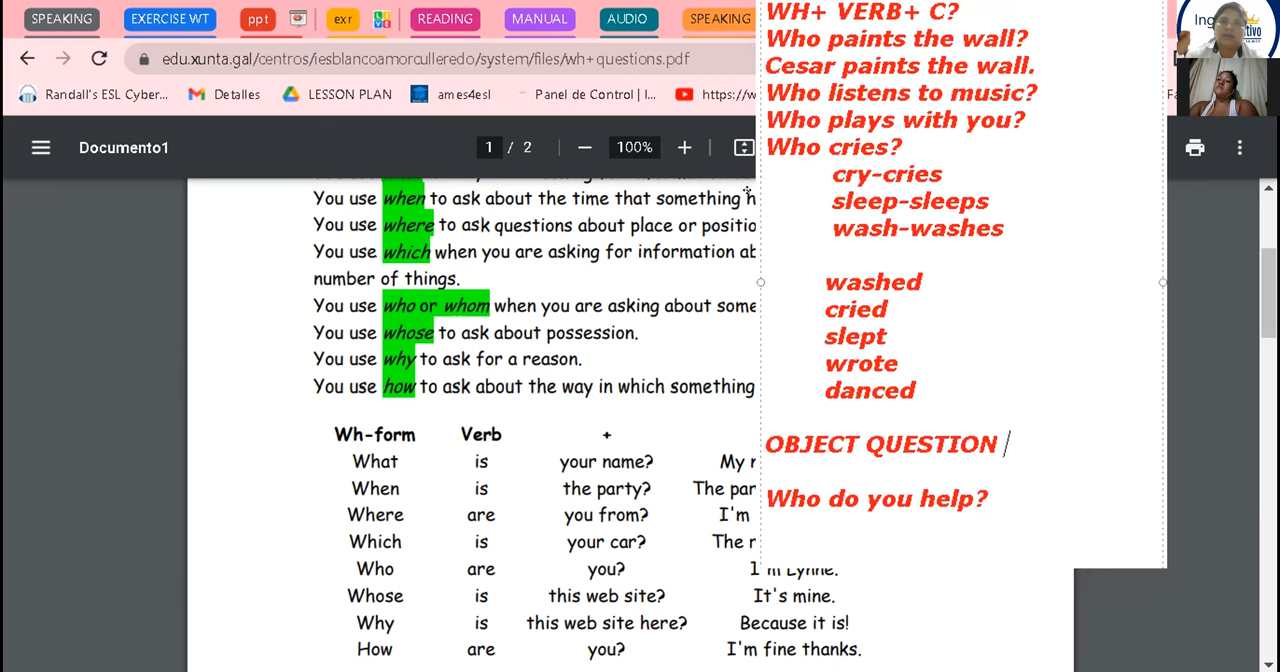 SPEAKING EXERCISE WT ppt exr READING MANUAL AUDIO SPEAKING
edu.xunta.gal/centros/iesblancoamorculleredo/system/files/wh+questions.pdf
Randall's ESL Cyber... Detalles LESSON PLAN ames4esl Panel de Control | I... https://w
Documento1 1 / 2 100%
You use when to ask about the time that something h
You use where to ask questions about place or positio
You use which when you are asking for information ab
number of things.
You use who or whom when you are asking about some
You use whose to ask about possession.
You use why to ask for a reason.
You use how to ask about the way in which something
Wh-form Verb +
What is your name? My
When is the party? The par
Where are you from? I'm
Which is your car? The
Who are you? I'm Lynne.
Whose is this web site? It's mine.
Why is this web site here? Because it is!
How are you? I'm fine thanks.
WH+ VERB+ C?
Who paints the wall?
Cesar paints the wall.
Who listens to music?
Who plays with you?
Who cries?
cry-cries
sleep-sleeps
wash-washes
washed
cried
slept
wrote
danced
OBJECT QUESTION
Who do you help?